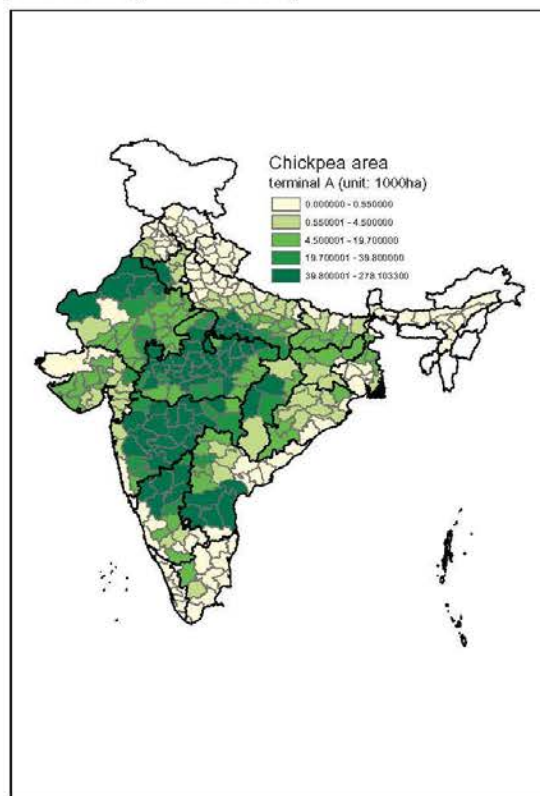 Chickpea area
terminal A (unit: 1000ha)
0.000000 - 0.550000
0.550001 - 4.500000
4.500001 - 19.700000
19.700001 - 39.800000
39.800001 - 278.103300